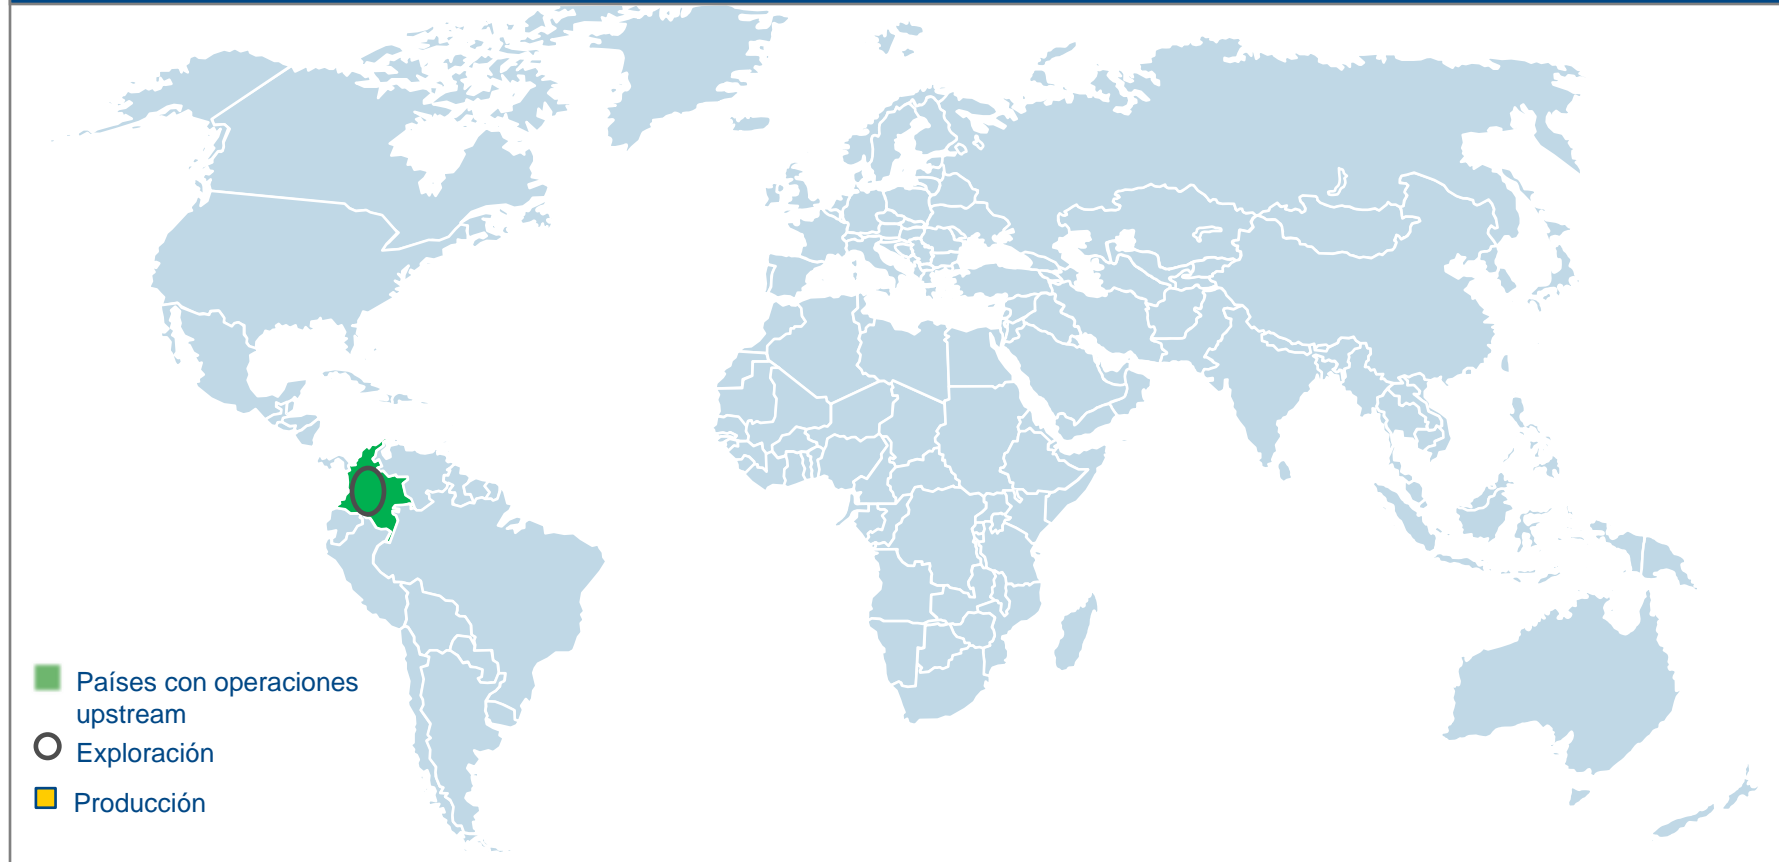 Países con operaciones
upstream
Exploración
Producción